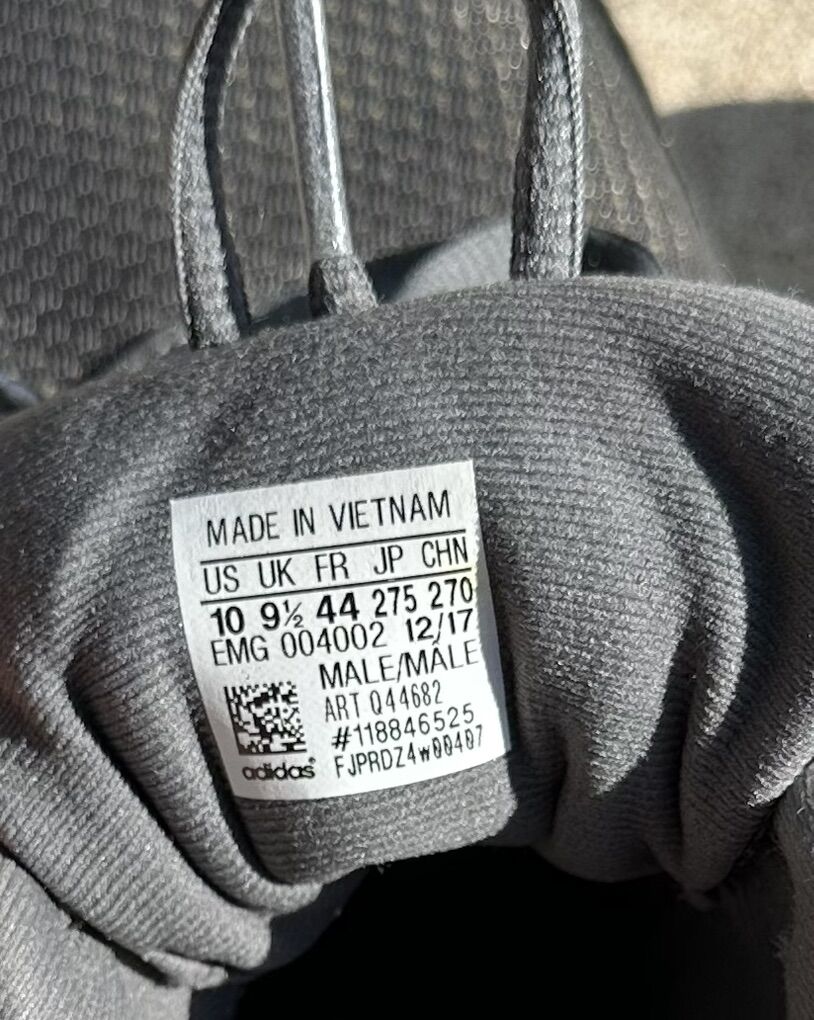 MADE IN VIETNAM
US UK FR JP CHN
10 9½ 44 275 270
EMG 004002 12/17
MALE/MÂLE
ART Q44682
#118846525
adidas® FJPRDZ4w00407